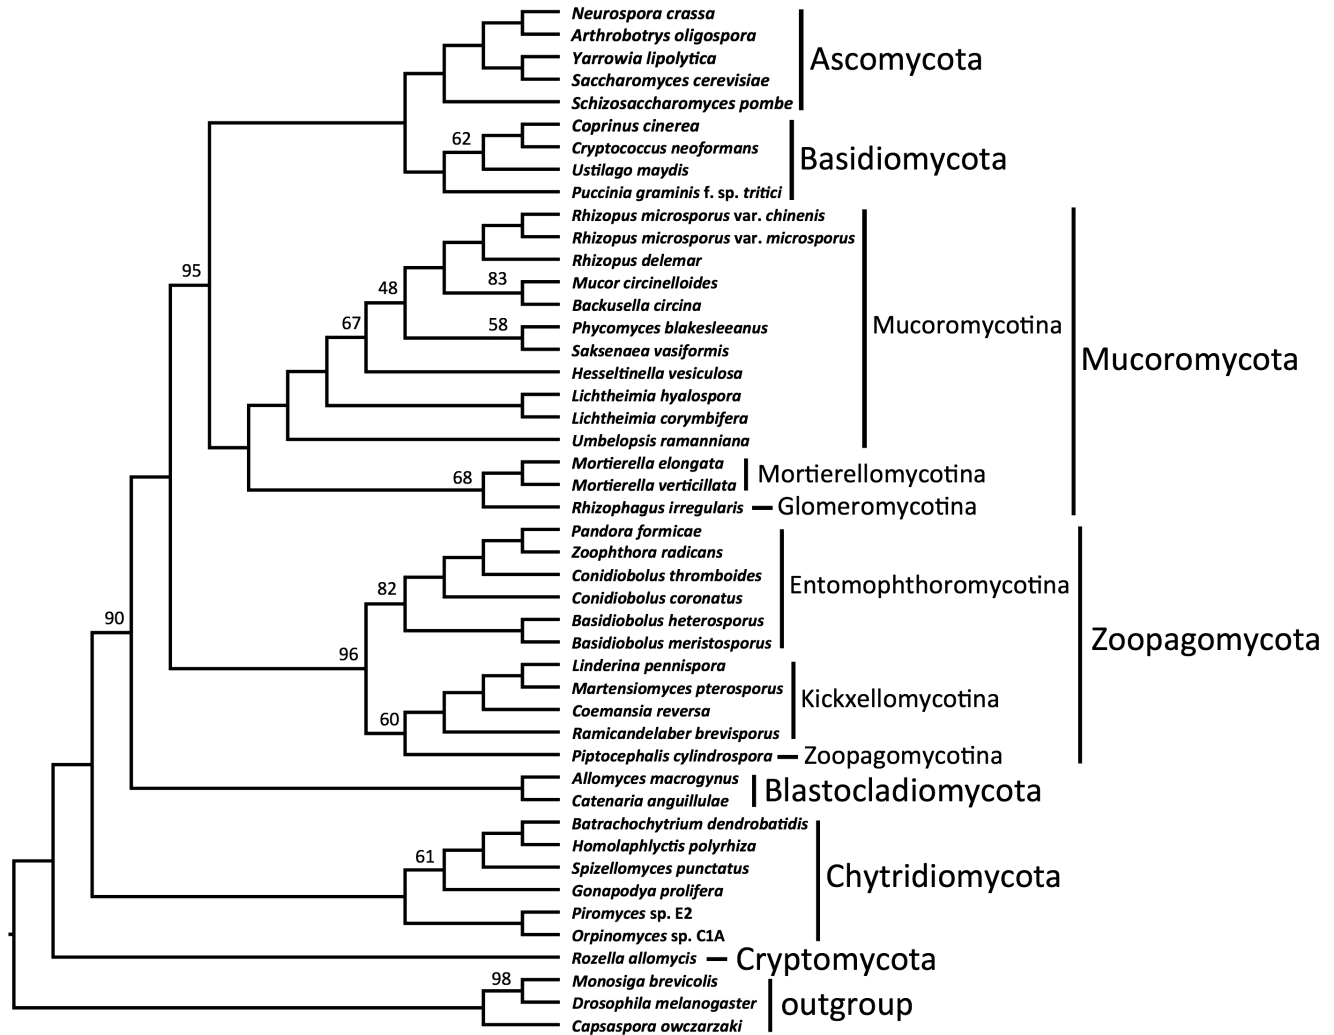 Neurospora crassa
Arthrobotrys oligospora
Yarrowia lipolytica
Saccharomyces cerevisiae
Schizosaccharomyces pombe
Ascomycota
62
Coprinus cinerea
Cryptococcus neoformans
Ustilago maydis
Puccinia graminis f. sp. tritici
Basidiomycota
95
Rhizopus microsporus var. chinenis
Rhizopus microsporus var. microsporus
Rhizopus delemar
83
Mucor circinelloides
48
Backusella circina
67
58
Phycomyces blakesleeanus
Saksenaea vasiformis
Hesseltinella vesiculosa
Lichtheimia hyalospora
Lichtheimia corymbifera
Umbelopsis ramanniana
Mucoromycotina
Mucoromycota
68
Mortierella elongata
Mortierella verticillata
Mortierellomycotina
Rhizophagus irregularis
Glomeromycotina
Pandora formicae
Zoophthora radicans
Conidiobolus thromboides
82
Conidiobolus coronatus
Basidiobolus heterosporus
Basidiobolus meristosporus
Entomophthoromycotina
90
96
Zoopagomycota
Linderina pennispora
Martensiomyces pterosporus
Coemansia reversa
60
Ramicandelaber brevisporus
Kickxellomycotina
Piptocephalis cylindrospora
Zoopagomycotina
Allomyces macrogynus
Catenaria anguillulae
Blastocladiomycota
Batrachochytrium dendrobatidis
Homolaphlyctis polyrhiza
61
Spizellomyces punctatus
Gonapodya prolifera
Piromyces sp. E2
Orpinomyces sp. C1A
Chytridiomycota
Rozella allomycis
Cryptomycota
98
Monosiga brevicolis
Drosophila melanogaster
Capsaspora owczarzaki
outgroup